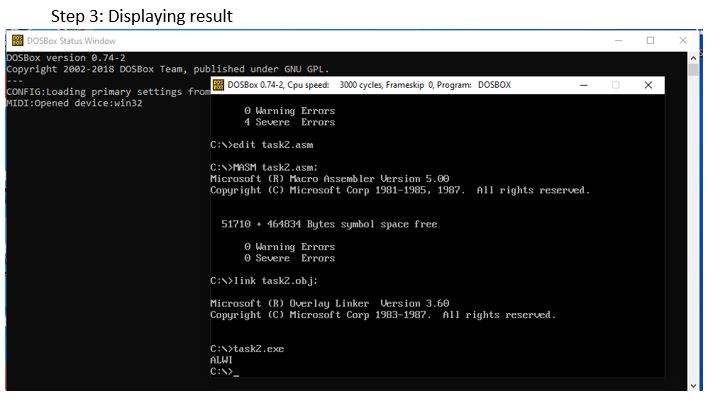 Step 3: Displaying result
DOSBox Status Window
DOSBox version 0.74-2
Copyright 2002-2018 DOSBox Team, published under GNU GPL.
---
CONFIG:Loading primary settings from
MIDI:Opened device:win32
DOSBox 0.74-2, Cpu speed: 3000 cycles, Frameskip 0, Program: DOSBOX
0 Warning Errors
4 Severe Errors
C:\>edit task2.asm
C:\>MASM task2.asm;
Microsoft (R) Macro Assembler Version 5.00
Copyright (C) Microsoft Corp 1981-1985, 1987. All rights reserved.
51710 + 464834 Bytes symbol space free
0 Warning Errors
0 Severe Errors
C:\>link task2.obj;
Microsoft (R) Overlay Linker Version 3.60
Copyright (C) Microsoft Corp 1983-1987. All rights reserved.
C:\>task2.exe
ALWI
C:\>_